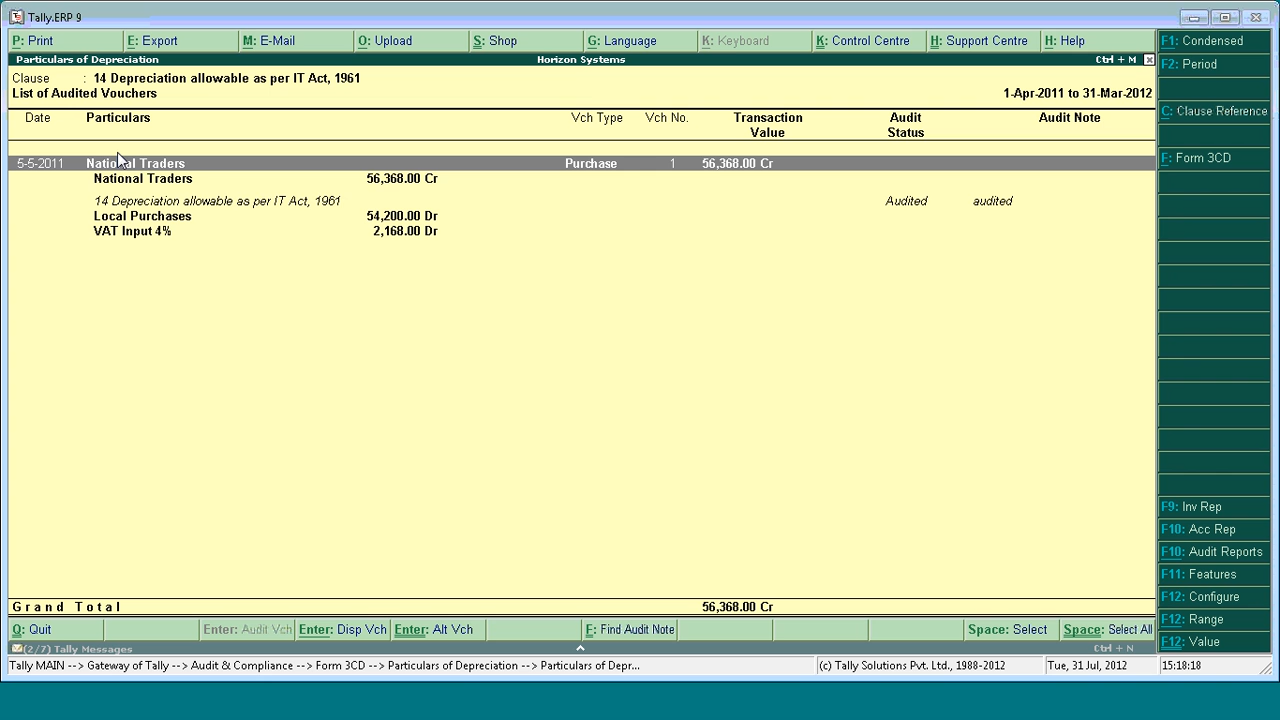 Tally.ERP 9
P: Print E: Export M: E-Mail O: Upload S: Shop G: Language K: Keyboard K: Control Centre H: Support Centre H: Help
Particulars of Depreciation Horizon Systems Ctrl + M
Clause : 14 Depreciation allowable as per IT Act, 1961
List of Audited Vouchers 1-Apr-2011 to 31-Mar-2012
Date Particulars Vch Type Vch No. Transaction Value Audit Status Audit Note
5-5-2011 National Traders Purchase 1 56,368.00 Cr
National Traders 56,368.00 Cr
14 Depreciation allowable as per IT Act, 1961 Audited audited
Local Purchases 54,200.00 Dr
VAT Input 4% 2,168.00 Dr
Grand Total 56,368.00 Cr
Q: Quit Enter: Audit Vch Enter: Disp Vch Enter: Alt Vch F: Find Audit Note Space: Select Space: Select All
(2/7) Tally Messages Ctrl + N
Tally MAIN --> Gateway of Tally --> Audit & Compliance --> Form 3CD --> Particulars of Depreciation --> Particulars of Depr... (c) Tally Solutions Pvt. Ltd., 1988-2012 Tue, 31 Jul, 2012 15:18:18
F1: Condensed
F2: Period
C: Clause Reference
F: Form 3CD
F9: Inv Rep
F10: Acc Rep
F10: Audit Reports
F11: Features
F12: Configure
F12: Range
F12: Value